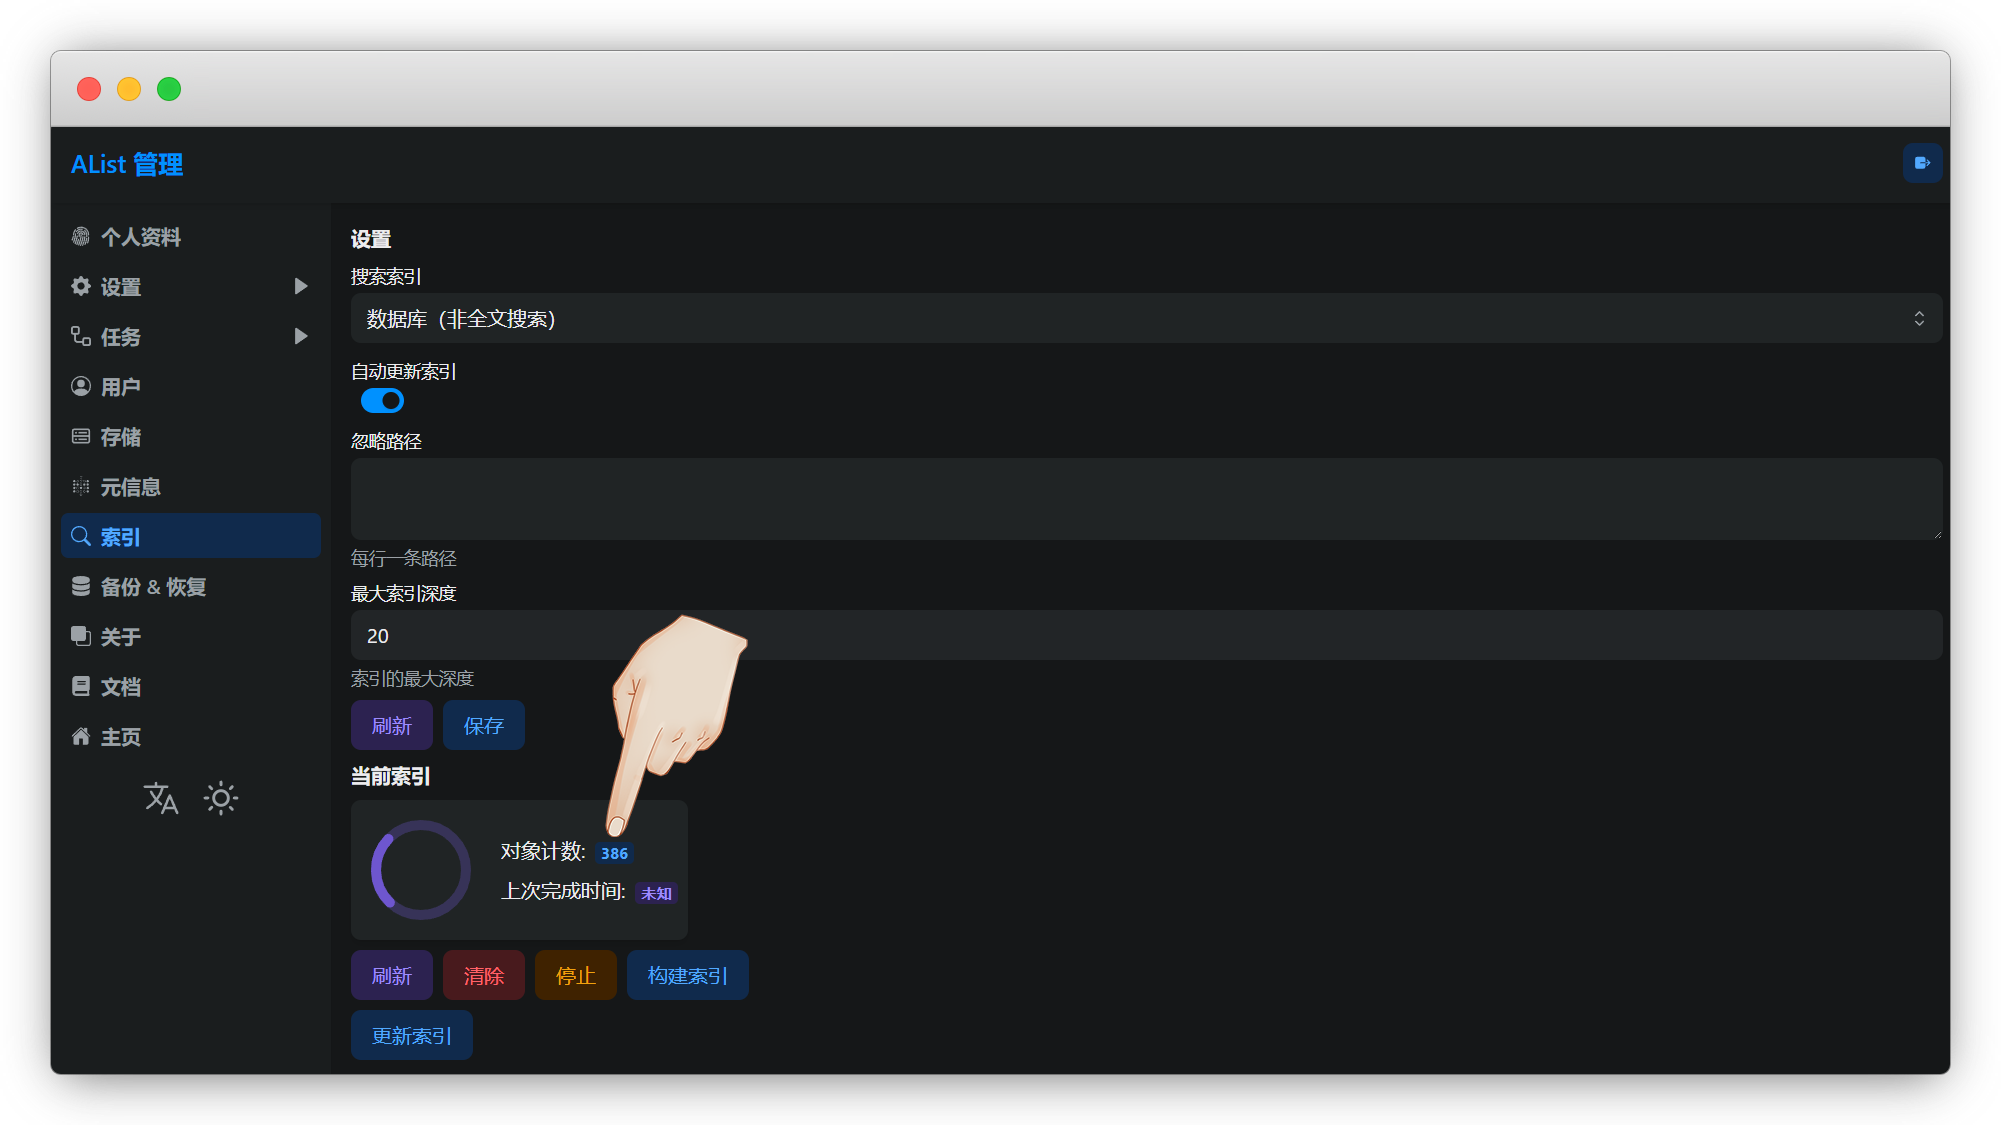 AList 管理
个人资料
设置
任务
用户
存储
元信息
索引
备份 & 恢复
关于
文档
主页
设置
搜索索引
数据库（非全文搜索）
自动更新索引
忽略路径
每行一条路径
最大索引深度
20
索引的最大深度
刷新 保存
当前索引
对象计数: 386
上次完成时间: 未知
刷新 清除 停止 构建索引
更新索引